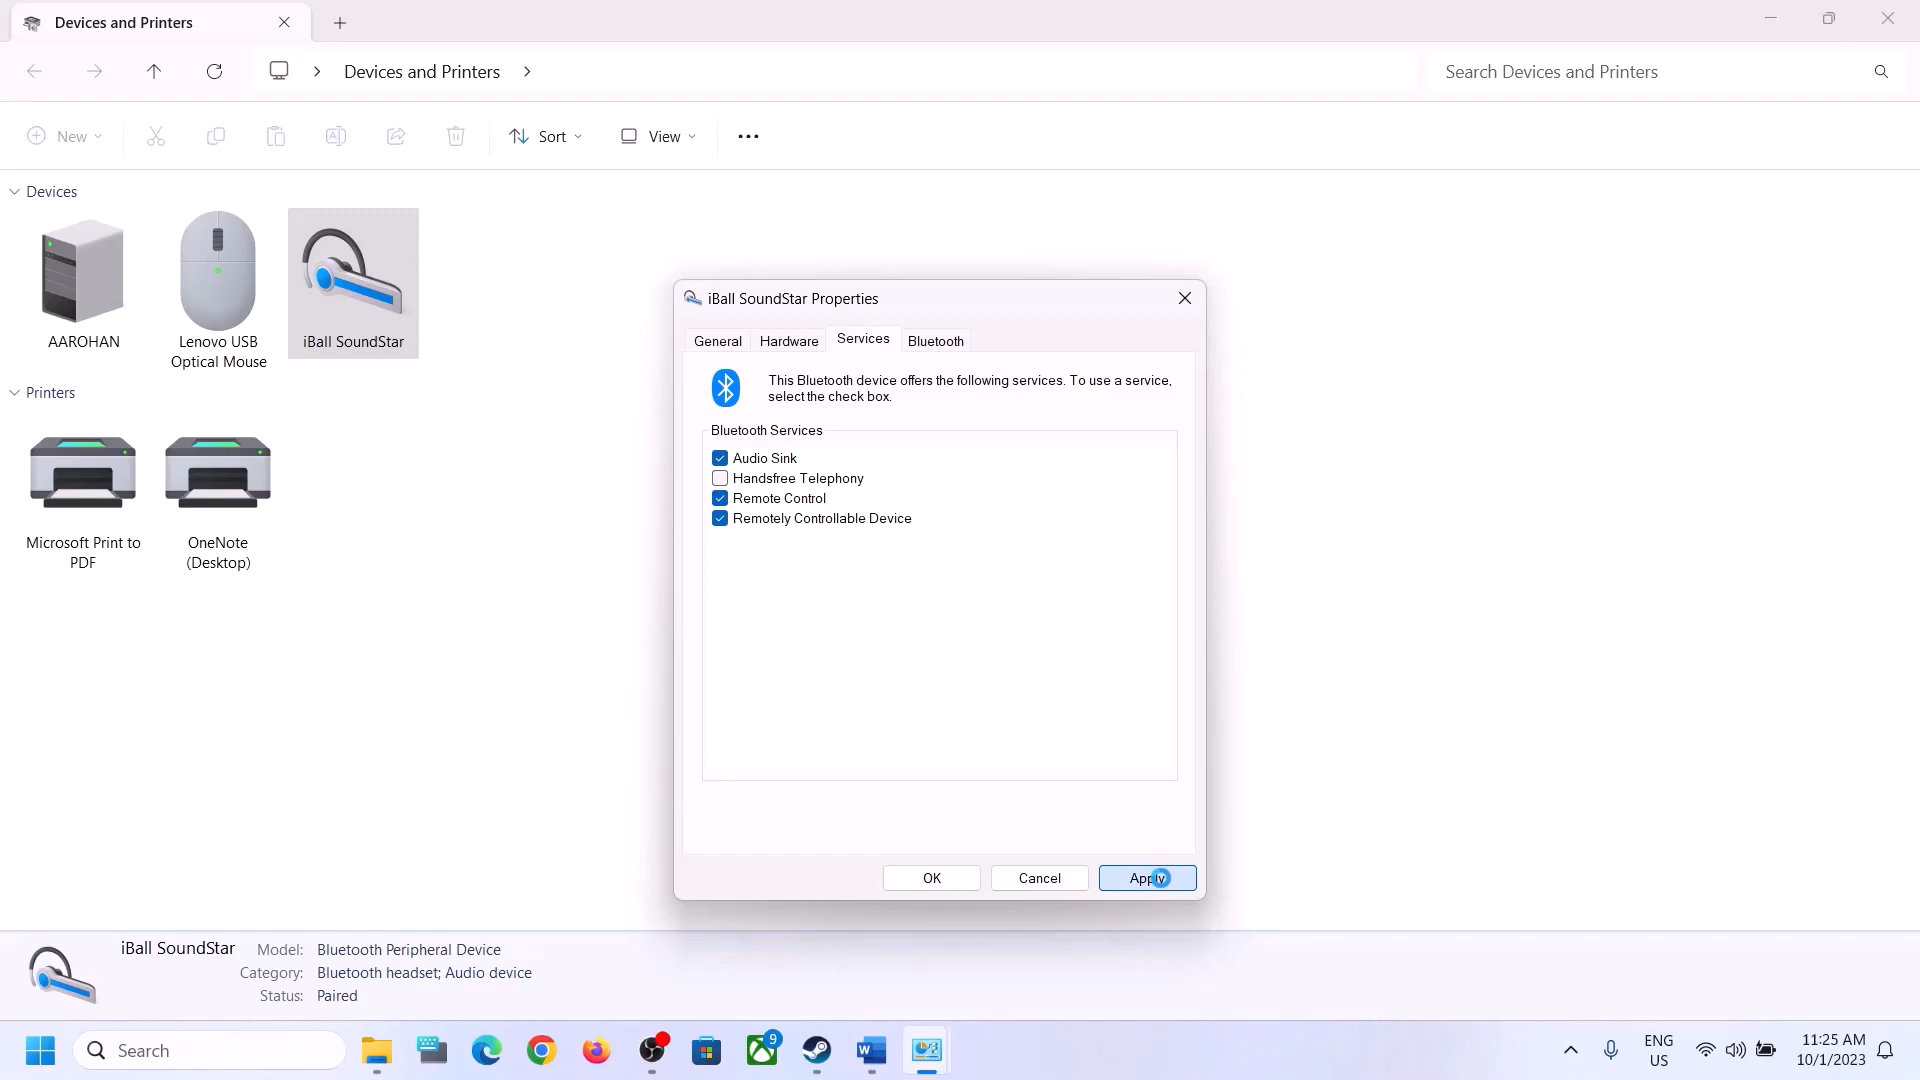 Devices and Printers
Devices and Printers
Search Devices and Printers
New
Sort
View
Devices
AAROHAN
Lenovo USB
Optical Mouse
iBall SoundStar
Printers
Microsoft Print to
PDF
OneNote
(Desktop)
iBall SoundStar Properties
General
Hardware
Services
Bluetooth
This Bluetooth device offers the following services. To use a service,
select the check box.
Bluetooth Services
Audio Sink
Handsfree Telephony
Remote Control
Remotely Controllable Device
OK
Cancel
Apply
iBall SoundStar
Model: Bluetooth Peripheral Device
Category: Bluetooth headset; Audio device
Status: Paired
Search
9
ENG
US
11:25 AM
10/1/2023